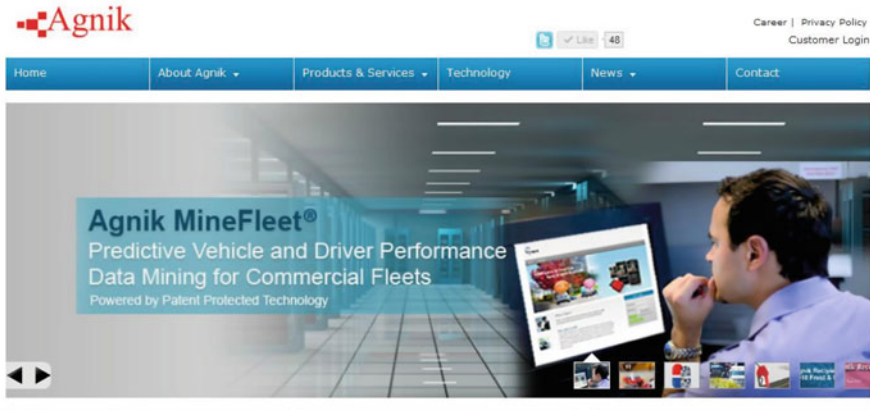 Agnik
Career | Privacy Policy
Like 48
Customer Login
Home About Agnik Products & Services Technology News Contact
Agnik MineFleet®
Predictive Vehicle and Driver Performance
Data Mining for Commercial Fleets
Powered by Patent Protected Technology